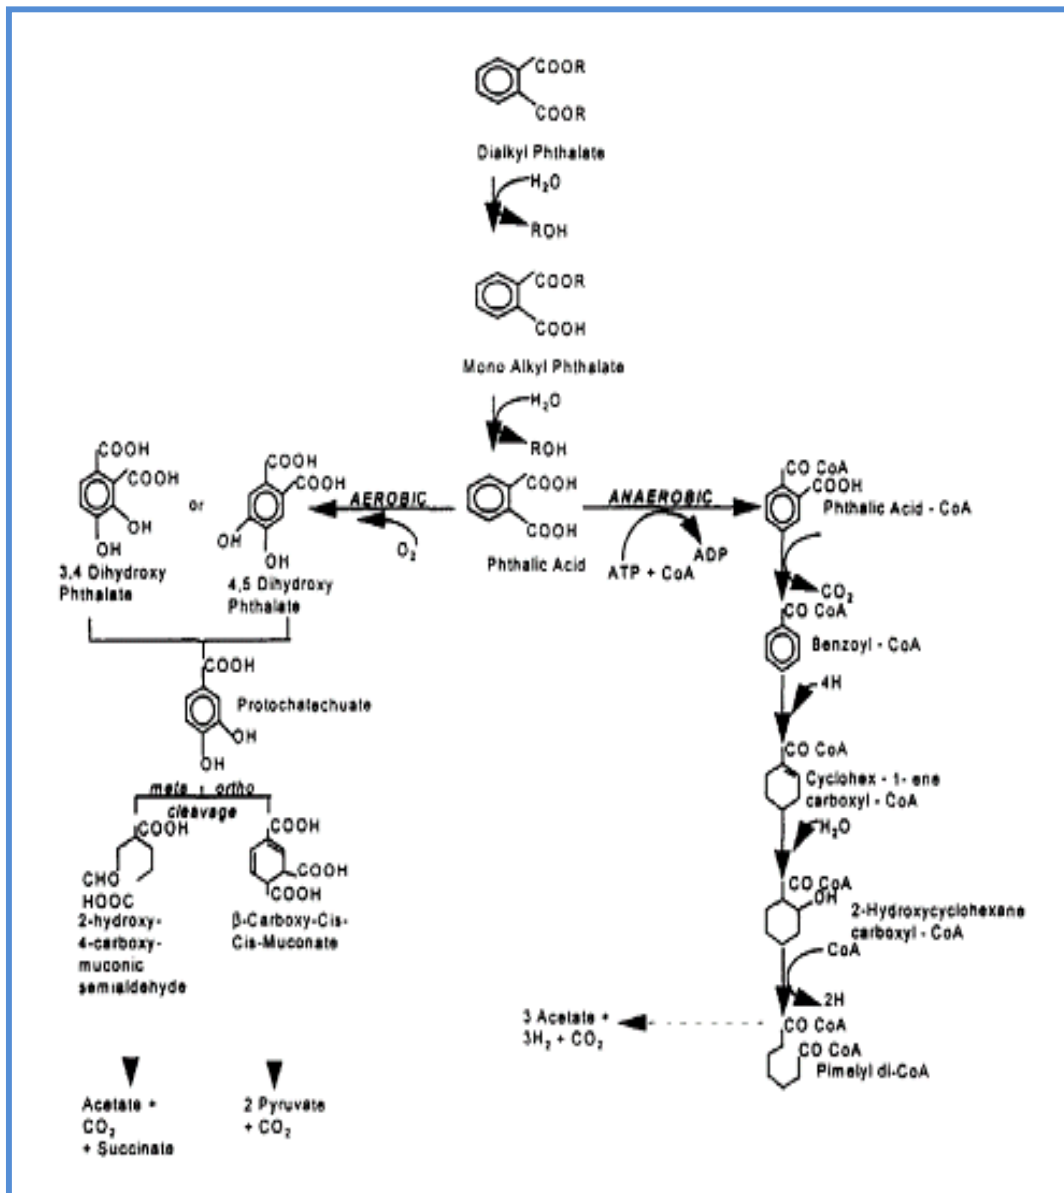 COOR
COOR
Dialkyl Phthalate
H₂O
ROH
COOR
COOH
Mono Alkyl Phthalate
H₂O
ROH
COOH
COOH
OH
OH
3,4 Dihydroxy
Phthalate
or
COOH
COOH
OH
OH
4,5 Dihydroxy
Phthalate
AEROBIC
O₂
COOH
COOH
Phthalic Acid
ANAEROBIC
ATP + CoA
ADP
CO CoA
COOH
Phthalic Acid - CoA
CO₂
CO CoA
Benzoyl - CoA
4H
CO CoA
Cyclohex - 1- ene
carboxyl - CoA
H₂O
CO CoA
OH
2-Hydroxycyclohexane
carboxyl - CoA
CoA
2H
CO CoA
CO CoA
Pimelyl di-CoA
3 Acetate +
3H₂ + CO₂
COOH
Protochatechuate
OH
OH
meta ortho
cleavage
COOH
CHO
HOOC
2-hydroxy-
4-carboxy-
muconic
semialdehyde
COOH
COOH
COOH
β-Carboxy-Cis-
Cis-Muconate
Acetate +
CO₂
+ Succinate
2 Pyruvate
+ CO₂